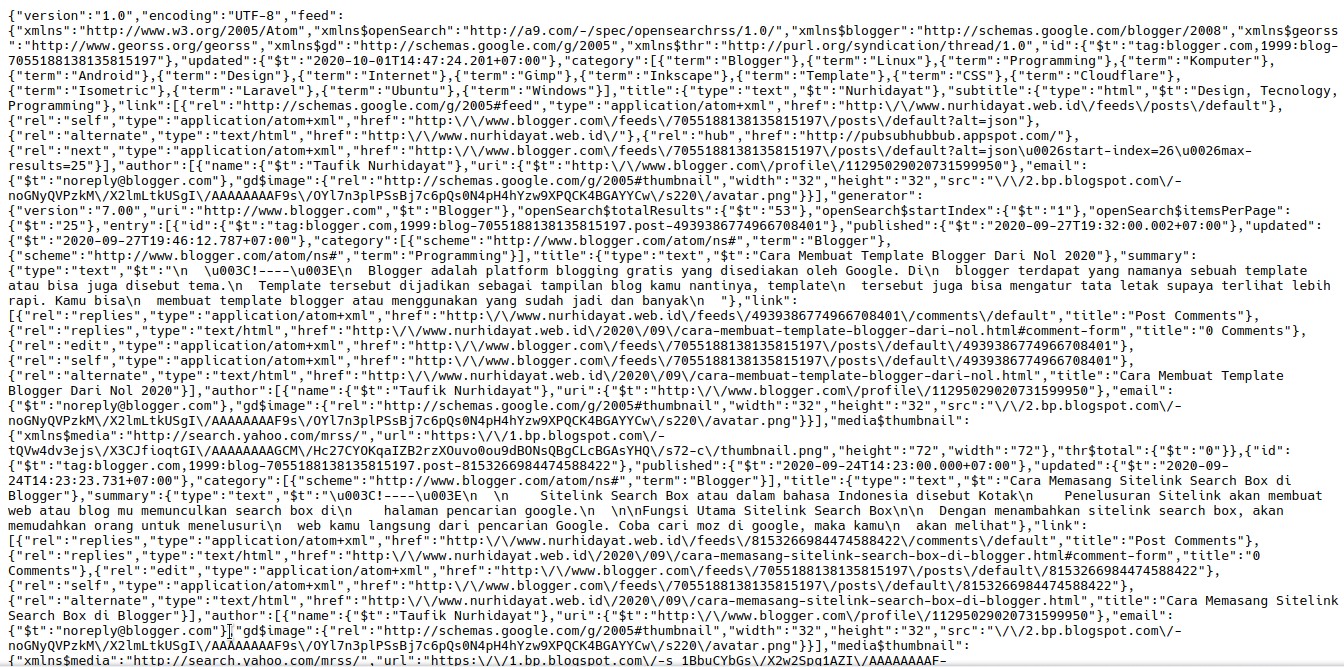 {"version":"1.0","encoding":"UTF-8","feed":
{"xmlns":"http://www.w3.org/2005/Atom","xmlns$openSearch":"http://a9.com/-/spec/opensearchrss/1.0/","xmlns$blogger":"http://schemas.google.com/blogger/2008","xmlns$georss
":"http://www.georss.org/georss","xmlns$gd":"http://schemas.google.com/g/2005","xmlns$thr":"http://purl.org/syndication/thread/1.0","id":{"$t":"tag:blogger.com,1999:blog-
7055188138135815197"},"updated":{"$t":"2020-10-01T14:47:24.201+07:00"},"category":[{"term":"Blogger"},{"term":"Linux"},{"term":"Programming"},{"term":"Komputer"},
{"term":"Android"},{"term":"Design"},{"term":"Internet"},{"term":"Gimp"},{"term":"Inkscape"},{"term":"Template"},{"term":"CSS"},{"term":"Cloudflare"},
{"term":"Isometric"},{"term":"Laravel"},{"term":"Ubuntu"},{"term":"Windows"}],"title":{"type":"text","$t":"Nurhidayat"},"subtitle":{"type":"html","$t":"Design, Tecnology,
Programming"},"link":[{"rel":"http://schemas.google.com/g/2005#feed","type":"application/atom+xml","href":"http:\/\/www.nurhidayat.web.id\/feeds\/posts\/default"},
{"rel":"self","type":"application/atom+xml","href":"http:\/\/www.blogger.com\/feeds\/7055188138135815197\/posts\/default?alt=json"},
{"rel":"alternate","type":"text/html","href":"http:\/\/www.nurhidayat.web.id\/"},{"rel":"hub","href":"http://pubsubhubbub.appspot.com/"},
{"rel":"next","type":"application/atom+xml","href":"http:\/\/www.blogger.com\/feeds\/7055188138135815197\/posts\/default?alt=json\u0026start-index=26\u0026max-
results=25"}],"author":[{"name":{"$t":"Taufik Nurhidayat"},"uri":{"$t":"http:\/\/www.blogger.com\/profile\/11295029020731599950"},"email":
{"$t":"noreply@blogger.com"},"gd$image":{"rel":"http://schemas.google.com/g/2005#thumbnail","width":"32","height":"32","src":"\/\/2.bp.blogspot.com\/-
noGNyQVPzkM\/X2lmLtkUSgI\/AAAAAAAAF9s\/OYl7n3plPSsBj7c6pQs0N4pH4hYzw9XPQCK4BGAYYCw\/s220\/avatar.png"}}],"generator":
{"version":"7.00","uri":"http://www.blogger.com","$t":"Blogger"},"openSearch$totalResults":{"$t":"53"},"openSearch$startIndex":{"$t":"1"},"openSearch$itemsPerPage":
{"$t":"25"},"entry":[{"id":{"$t":"tag:blogger.com,1999:blog-7055188138135815197.post-4939386774966708401"},"published":{"$t":"2020-09-27T19:32:00.002+07:00"},"updated":
{"$t":"2020-09-27T19:46:12.787+07:00"},"category":[{"scheme":"http://www.blogger.com/atom/ns#","term":"Blogger"},
{"scheme":"http://www.blogger.com/atom/ns#","term":"Programming"}],"title":{"type":"text","$t":"Cara Membuat Template Blogger Dari Nol 2020"},"summary":
{"type":"text","$t":"\n  \u003C!----\u003E\n  Blogger adalah platform blogging gratis yang disediakan oleh Google. Di\n  blogger terdapat yang namanya sebuah template
atau bisa juga disebut tema.\n  Template tersebut dijadikan sebagai tampilan blog kamu nantinya, template\n  tersebut juga bisa mengatur tata letak supaya terlihat lebih
rapi. Kamu bisa\n  membuat template blogger atau menggunakan yang sudah jadi dan banyak\n  "},"link":
[{"rel":"replies","type":"application/atom+xml","href":"http:\/\/www.nurhidayat.web.id\/feeds\/4939386774966708401\/comments\/default","title":"Post Comments"},
{"rel":"replies","type":"text/html","href":"http:\/\/www.nurhidayat.web.id\/2020\/09\/cara-membuat-template-blogger-dari-nol.html#comment-form","title":"0 Comments"},
{"rel":"edit","type":"application/atom+xml","href":"http:\/\/www.blogger.com\/feeds\/7055188138135815197\/posts\/default\/4939386774966708401"},
{"rel":"self","type":"application/atom+xml","href":"http:\/\/www.blogger.com\/feeds\/7055188138135815197\/posts\/default\/4939386774966708401"},
{"rel":"alternate","type":"text/html","href":"http:\/\/www.nurhidayat.web.id\/2020\/09\/cara-membuat-template-blogger-dari-nol.html","title":"Cara Membuat Template
Blogger Dari Nol 2020"}],"author":[{"name":{"$t":"Taufik Nurhidayat"},"uri":{"$t":"http:\/\/www.blogger.com\/profile\/11295029020731599950"},"email":
{"$t":"noreply@blogger.com"},"gd$image":{"rel":"http://schemas.google.com/g/2005#thumbnail","width":"32","height":"32","src":"\/\/2.bp.blogspot.com\/-
noGNyQVPzkM\/X2lmLtkUSgI\/AAAAAAAAF9s\/OYl7n3plPSsBj7c6pQs0N4pH4hYzw9XPQCK4BGAYYCw\/s220\/avatar.png"}}],"media$thumbnail":
{"xmlns$media":"http://search.yahoo.com/mrss/","url":"https:\/\/1.bp.blogspot.com\/-
tQVw4dv3ejs\/X3CJfioqtGI\/AAAAAAAAGCM\/Hc27CYOKqaIZB2rzXOuvo0ou9dBONsQBgCLcBGAsYHQ\/s72-c\/thumbnail.png","height":"72","width":"72"},"thr$total":{"$t":"0"}},{"id":
{"$t":"tag:blogger.com,1999:blog-7055188138135815197.post-8153266984474588422"},"published":{"$t":"2020-09-24T14:23:00.000+07:00"},"updated":{"$t":"2020-09-
24T14:23:23.731+07:00"},"category":[{"scheme":"http://www.blogger.com/atom/ns#","term":"Blogger"}],"title":{"type":"text","$t":"Cara Memasang Sitelink Search Box di
Blogger"},"summary":{"type":"text","$t":"\u003C!----\u003E\n  \n    Sitelink Search Box atau dalam bahasa Indonesia disebut Kotak\n    Penelusuran Sitelink akan membuat
web atau blog mu memunculkan search box di\n    halaman pencarian google.\n  \n\nFungsi Utama Sitelink Search Box\n\n  Dengan menambahkan sitelink search box, akan
memudahkan orang untuk menelusuri\n  web kamu langsung dari pencarian Google. Coba cari moz di google, maka kamu\n  akan melihat"},"link":
[{"rel":"replies","type":"application/atom+xml","href":"http:\/\/www.nurhidayat.web.id\/feeds\/8153266984474588422\/comments\/default","title":"Post Comments"},
{"rel":"replies","type":"text/html","href":"http:\/\/www.nurhidayat.web.id\/2020\/09\/cara-memasang-sitelink-search-box-di-blogger.html#comment-form","title":"0
Comments"},{"rel":"edit","type":"application/atom+xml","href":"http:\/\/www.blogger.com\/feeds\/7055188138135815197\/posts\/default\/8153266984474588422"},
{"rel":"self","type":"application/atom+xml","href":"http:\/\/www.blogger.com\/feeds\/7055188138135815197\/posts\/default\/8153266984474588422"},
{"rel":"alternate","type":"text/html","href":"http:\/\/www.nurhidayat.web.id\/2020\/09\/cara-memasang-sitelink-search-box-di-blogger.html","title":"Cara Memasang Sitelink
Search Box di Blogger"}],"author":[{"name":{"$t":"Taufik Nurhidayat"},"uri":{"$t":"http:\/\/www.blogger.com\/profile\/11295029020731599950"},"email":
{"$t":"noreply@blogger.com"},"gd$image":{"rel":"http://schemas.google.com/g/2005#thumbnail","width":"32","height":"32","src":"\/\/2.bp.blogspot.com\/-
noGNyQVPzkM\/X2lmLtkUSgI\/AAAAAAAAF9s\/OYl7n3plPSsBj7c6pQs0N4pH4hYzw9XPQCK4BGAYYCw\/s220\/avatar.png"}}],"media$thumbnail":
{"xmlns$media":"http://search.yahoo.com/mrss/","url":"https:\/\/1.bp.blogspot.com\/-s_1BbuCYbGs\/X2w2Spq1AZI\/AAAAAAAAF-